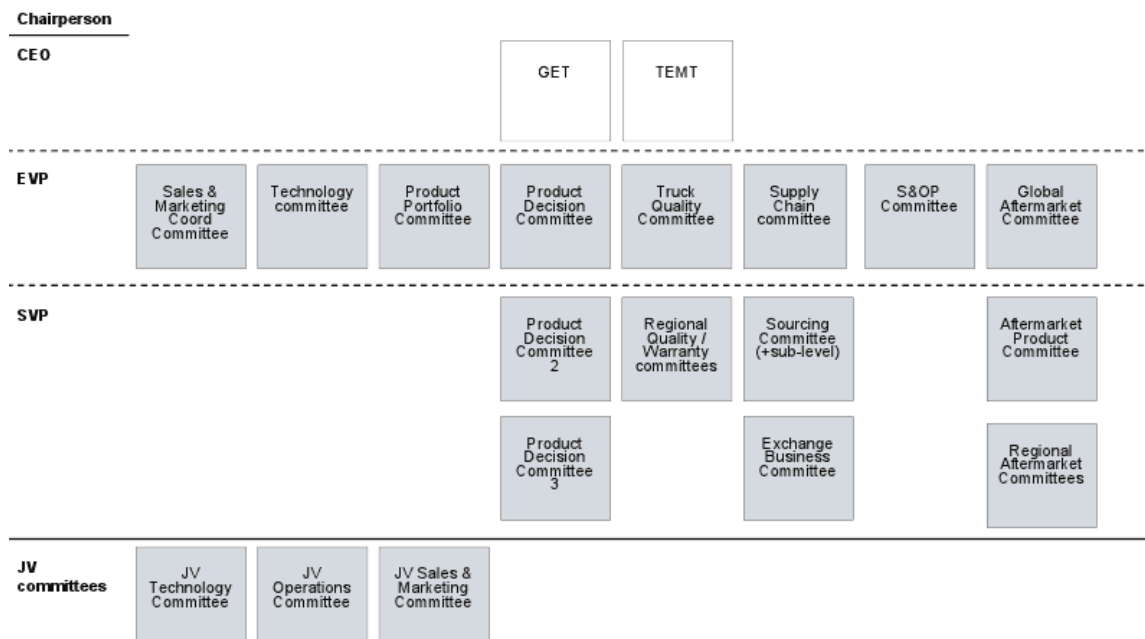 Chairperson
CEO
GET
TEMT
EVP
Sales &
Marketing
Coord
Committee
Technology
committee
Product
Portfolio
Committee
Product
Decision
Committee
Truck
Quality
Committee
Supply
Chain
committee
S&OP
Committee
Global
Aftermarket
Committee
SVP
Product
Decision
Committee
2
Regional
Quality /
Warranty
committees
Sourcing
Committee
(+sub-level)
Aftermarket
Product
Committee
Product
Decision
Committee
3
Exchange
Business
Committee
Regional
Aftermarket
Committees
JV
committees
JV
Technology
Committee
JV
Operations
Committee
JV Sales &
Marketing
Committee